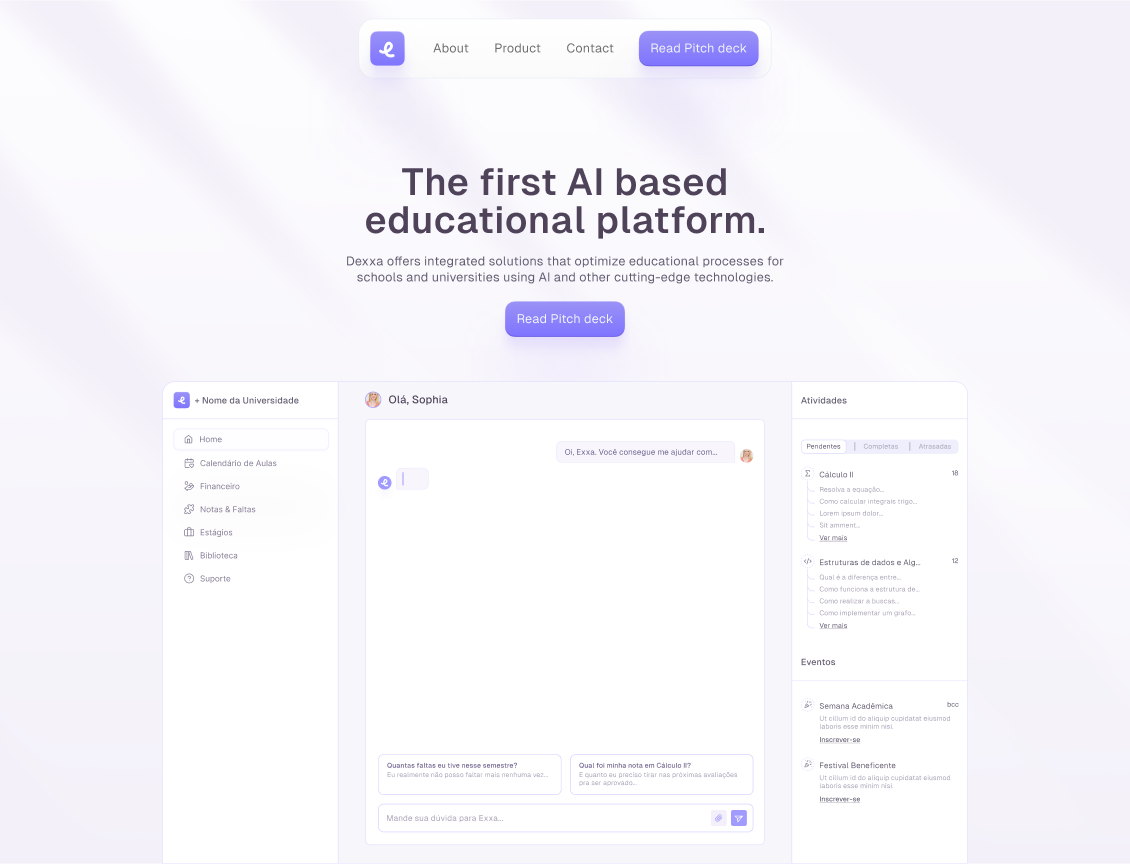 About
Product
Contact
Read Pitch deck
The first AI based
educational platform.
Dexxa offers integrated solutions that optimize educational processes for
schools and universities using AI and other cutting-edge technologies.
Read Pitch deck
+ Nome da Universidade
Home
Calendário de Aulas
Financeiro
Notas & Faltas
Estágios
Biblioteca
Suporte
Olá, Sophia
Oi, Exxa. Você consegue me ajudar com...
Quantas faltas eu tive nesse semestre?
Eu realmente não posso faltar mais nenhuma vez...
Qual foi minha nota em Cálculo II?
E quanto eu preciso tirar nas próximas avaliações
pra ser aprovado...
Mande sua dúvida para Exxa...
Atividades
Pendentes
Completas
Atrasadas
Cálculo II
18
Resolva a equação...
Como calcular integrais trigo...
Lorem ipsum dolor...
Sit amment...
Ver mais
Estruturas de dados e Alg...
12
Qual é a diferença entre...
Como funciona a estrutura de...
Como realizar a buscas...
Como implementar um grafo...
Ver mais
Eventos
Semana Acadêmica
bcc
Ut cillum id do aliquip cupidatat eiusmod
laboris esse minim nisi.
Inscrever-se
Festival Beneficente
Ut cillum id do aliquip cupidatat eiusmod
laboris esse minim nisi.
Inscrever-se